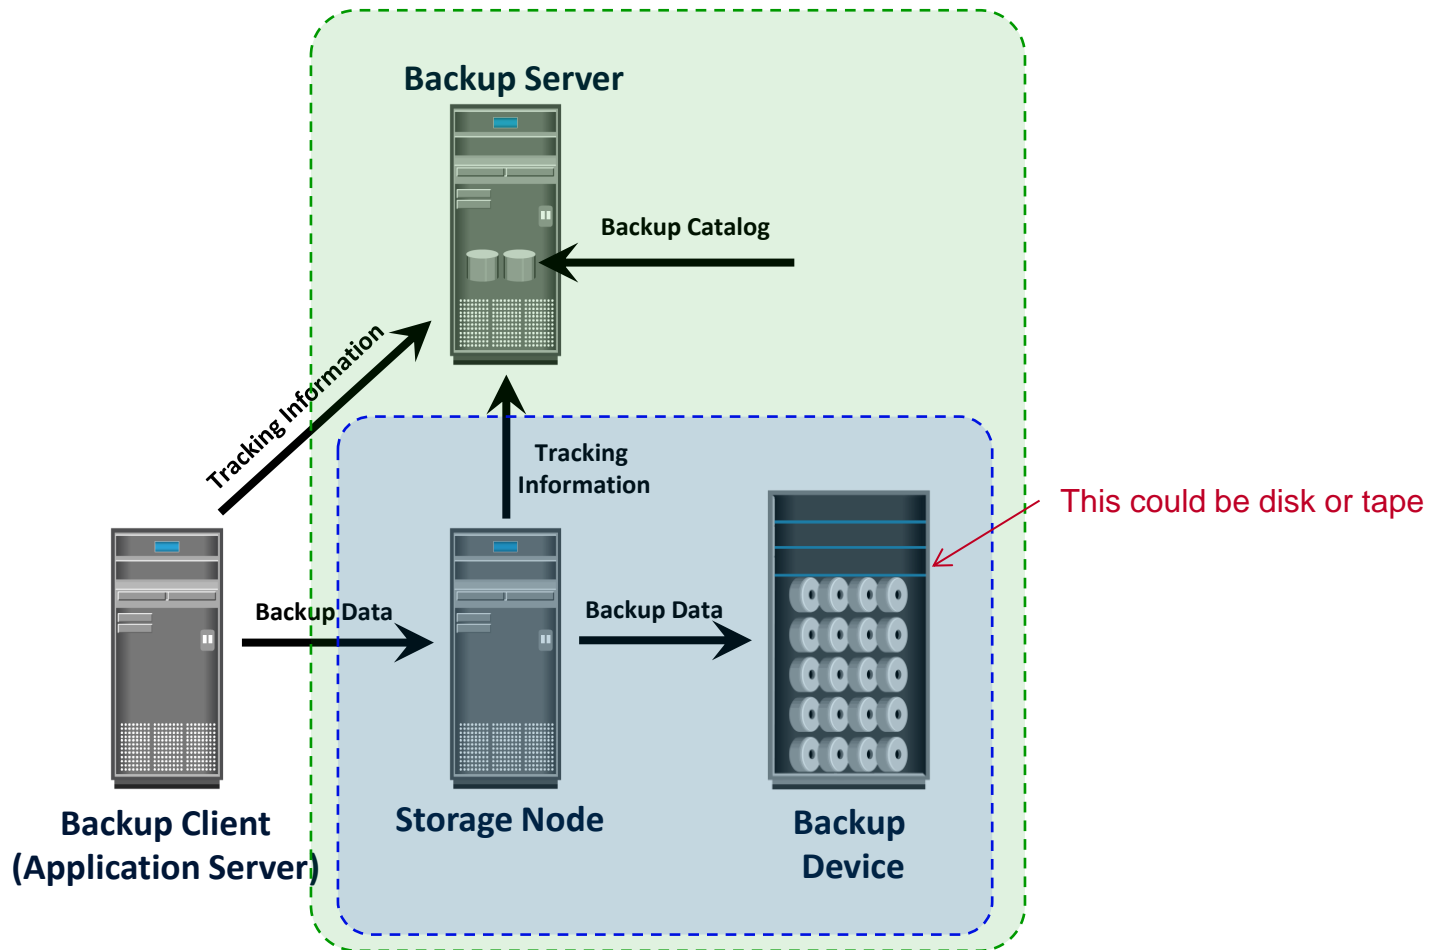 Backup Server
Backup Catalog
Tracking Information
Tracking
Information
This could be disk or tape
Backup Data
Backup Data
Backup Client
(Application Server)
Storage Node
Backup
Device